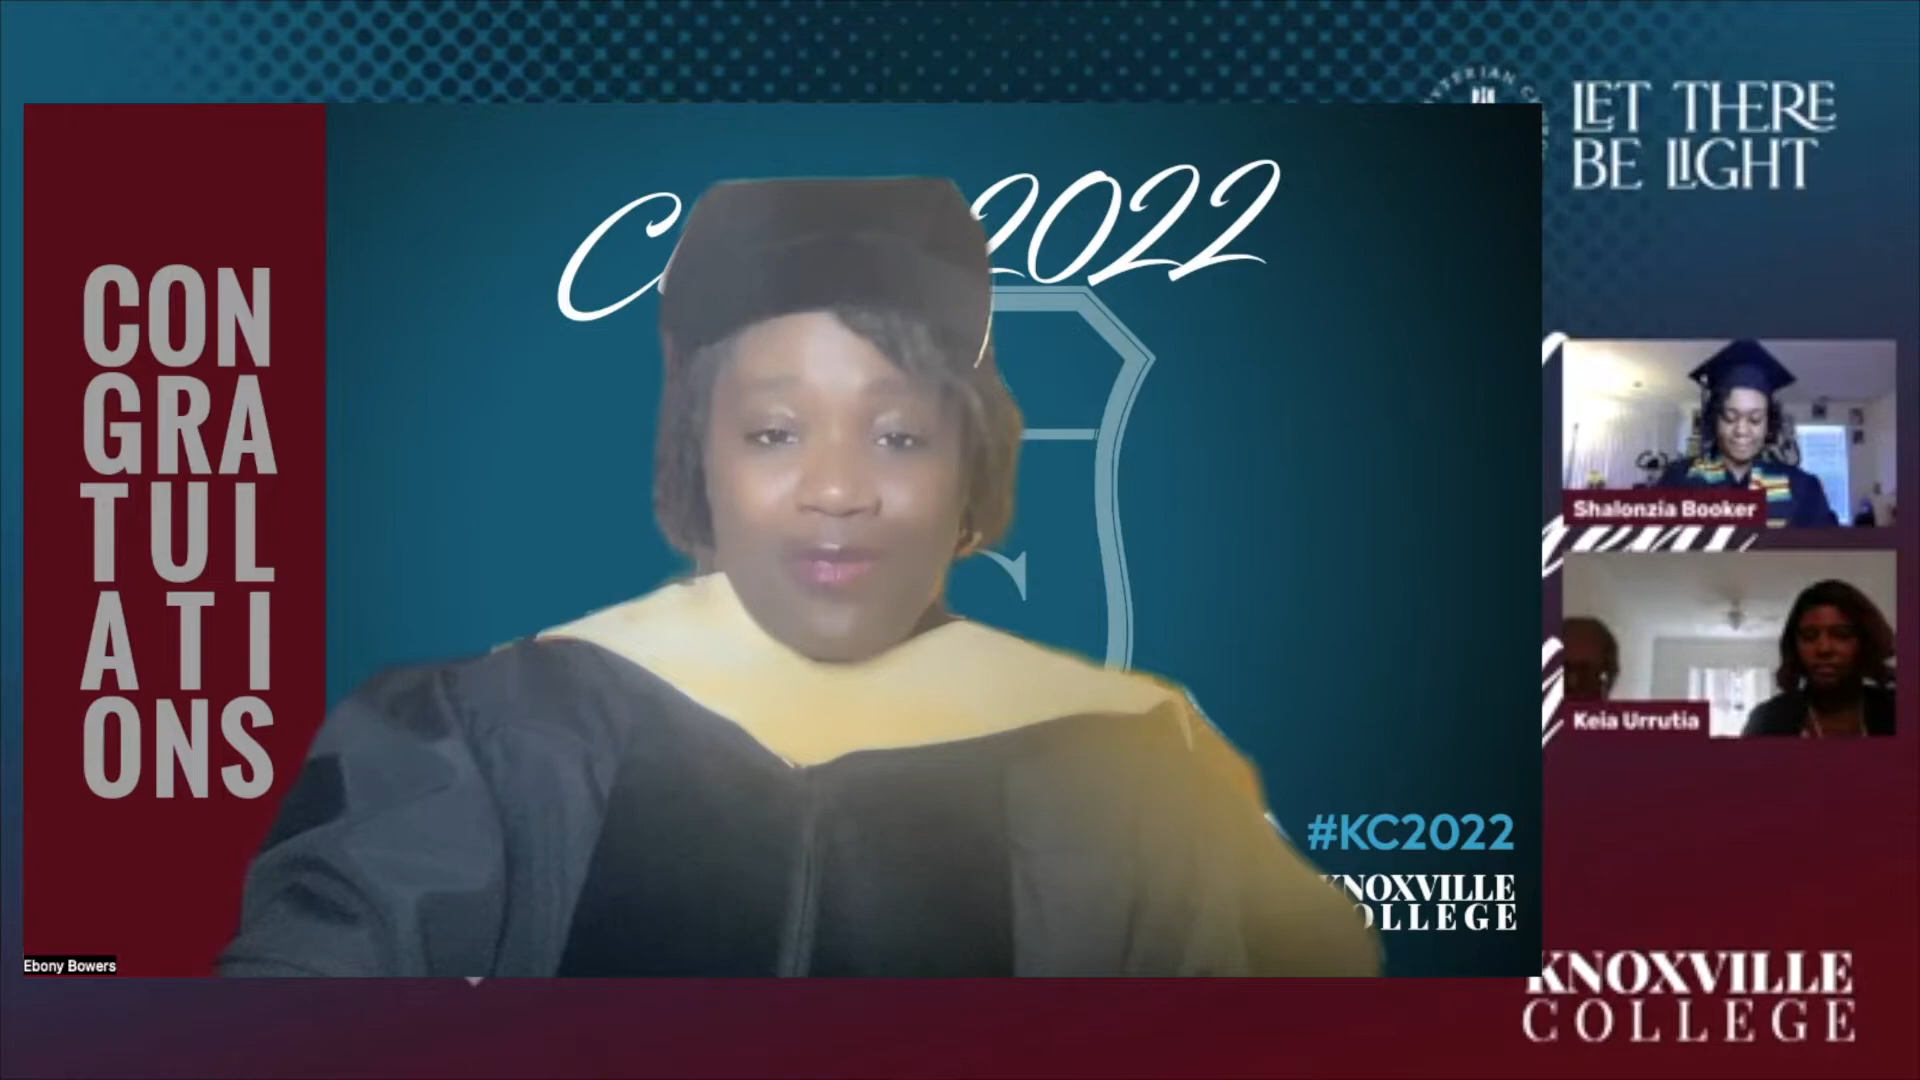 LET THERE
BE LIGHT
2022
CON
GRA
TUL
ATI
ONS
Shalonzia Booker
Keia Urrutia
#KC2022
KNOXVILLE
COLLEGE
Ebony Bowers
KNOXVILLE
COLLEGE